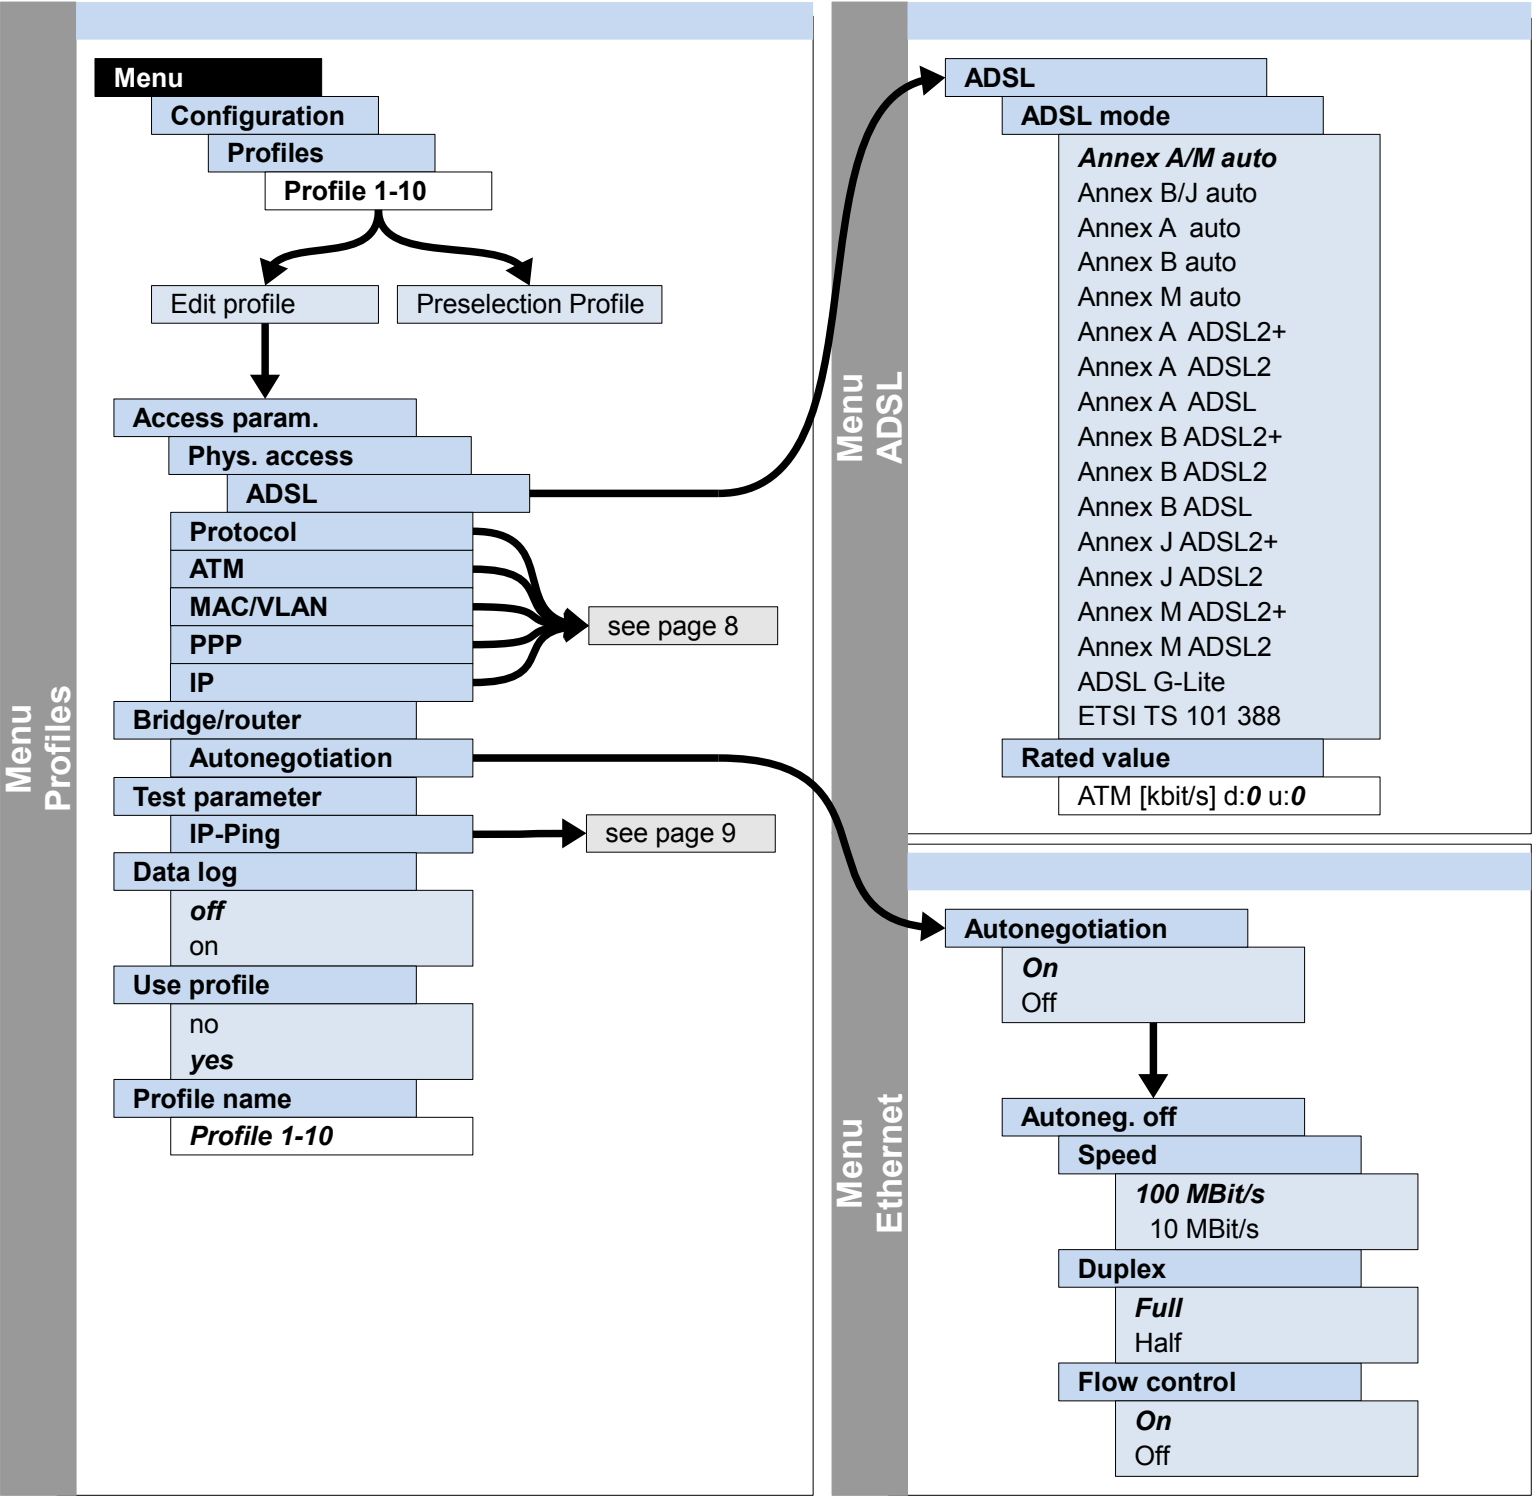 Menu
Profiles
Menu
Configuration
Profiles
Profile 1-10
Edit profile
Preselection Profile
Access param.
Phys. access
ADSL
Protocol
ATM
MAC/VLAN
PPP
IP
see page 8
Bridge/router
Autonegotiation
Test parameter
IP-Ping
see page 9
Data log
off
on
Use profile
no
yes
Profile name
Profile 1-10
Menu
ADSL
ADSL
ADSL mode
Annex A/M auto
Annex B/J auto
Annex A auto
Annex B auto
Annex M auto
Annex A ADSL2+
Annex A ADSL2
Annex A ADSL
Annex B ADSL2+
Annex B ADSL2
Annex B ADSL
Annex J ADSL2+
Annex J ADSL2
Annex M ADSL2+
Annex M ADSL2
ADSL G-Lite
ETSI TS 101 388
Rated value
ATM [kbit/s] d:0 u:0
Menu
Ethernet
Autonegotiation
On
Off
Autoneg. off
Speed
100 MBit/s
10 MBit/s
Duplex
Full
Half
Flow control
On
Off